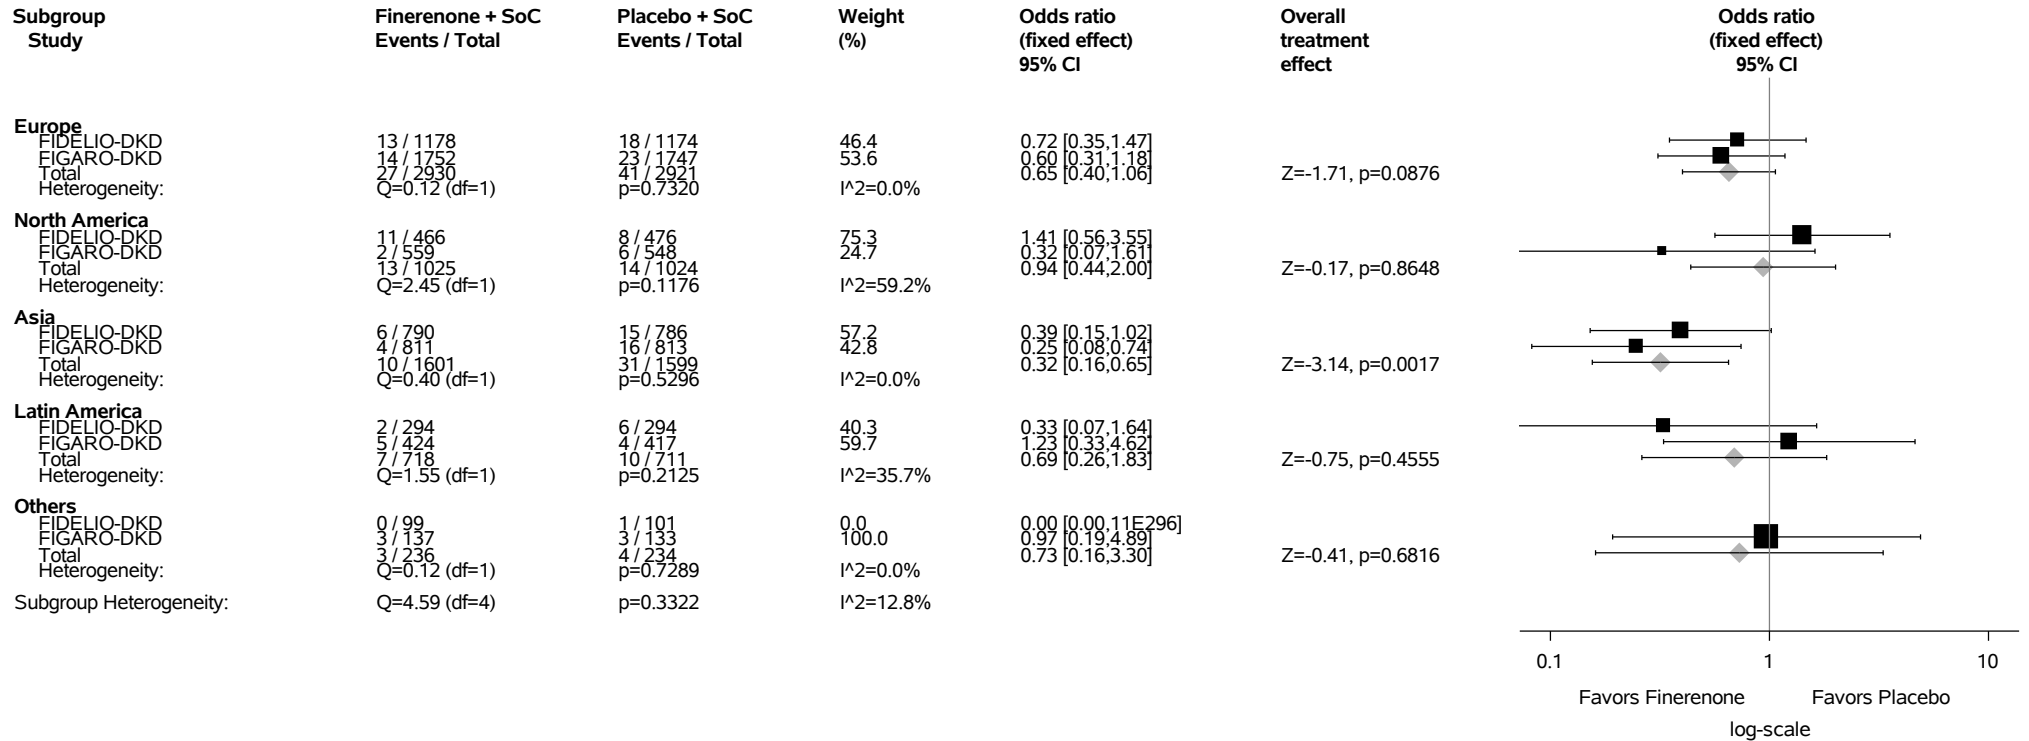 Subgroup Finerenone + SoC Placebo + SoC Weight Odds ratio Overall Odds ratio
Study Events / Total Events / Total (%) (fixed effect) treatment (fixed effect)
95% CI effect 95% CI
Europe
FIDELIO-DKD 13 / 1178 18 / 1174 46.4 0.72 [0.35,1.47]
FIGARO-DKD 14 / 1752 23 / 1747 53.6 0.60 [0.31,1.18]
Total 27 / 2930 41 / 2921 0.65 [0.40,1.06] Z=-1.71, p=0.0876
Heterogeneity: Q=0.12 (df=1) p=0.7320 I^2=0.0%
North America
FIDELIO-DKD 11 / 466 8 / 476 75.3 1.41 [0.56,3.55]
FIGARO-DKD 2 / 559 6 / 548 24.7 0.32 [0.07,1.61]
Total 13 / 1025 14 / 1024 0.94 [0.44,2.00] Z=-0.17, p=0.8648
Heterogeneity: Q=2.45 (df=1) p=0.1176 I^2=59.2%
Asia
FIDELIO-DKD 6 / 790 15 / 786 57.2 0.39 [0.15,1.02]
FIGARO-DKD 4 / 811 16 / 813 42.8 0.25 [0.08,0.74]
Total 10 / 1601 31 / 1599 0.32 [0.16,0.65] Z=-3.14, p=0.0017
Heterogeneity: Q=0.40 (df=1) p=0.5296 I^2=0.0%
Latin America
FIDELIO-DKD 2 / 294 6 / 294 40.3 0.33 [0.07,1.64]
FIGARO-DKD 5 / 424 4 / 417 59.7 1.23 [0.33,4.62]
Total 7 / 718 10 / 711 0.69 [0.26,1.83] Z=-0.75, p=0.4555
Heterogeneity: Q=1.55 (df=1) p=0.2125 I^2=35.7%
Others
FIDELIO-DKD 0 / 99 1 / 101 0.0 0.00 [0.00,11E296]
FIGARO-DKD 3 / 137 3 / 133 100.0 0.97 [0.19,4.89]
Total 3 / 236 4 / 234 0.73 [0.16,3.30] Z=-0.41, p=0.6816
Heterogeneity: Q=0.12 (df=1) p=0.7289 I^2=0.0%
Subgroup Heterogeneity: Q=4.59 (df=4) p=0.3322 I^2=12.8%
0.1 1 10
Favors Finerenone Favors Placebo
log-scale